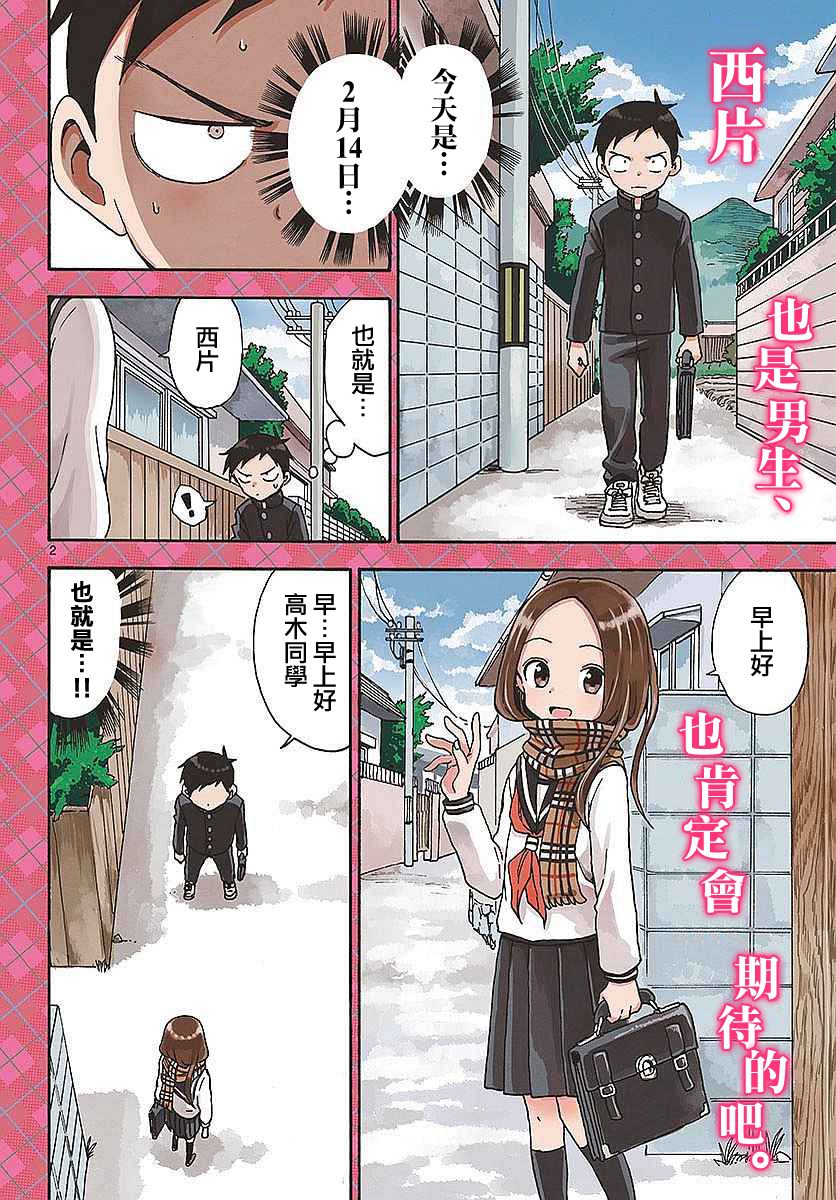 西片
也是男生、
今天是…
2月14日…
也就是…
西片
!
2
早上好
也肯定會
期待的吧。
早…早上好
高木同學
也就是…!!